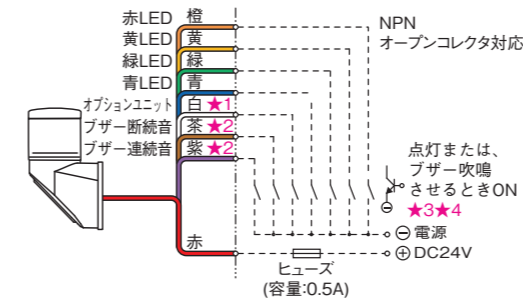 赤LED 橙
黄LED 黄
緑LED 緑
青LED 青
オプションユニット 白★1
ブザー断続音 茶★2
ブザー連続音 紫★2
赤
NPN
オープンコレクタ対応
点灯または、
ブザー吹鳴
させるときON
★3★4
⊖
⊖電源
⊕DC24V
ヒューズ
(容量:0.5A)